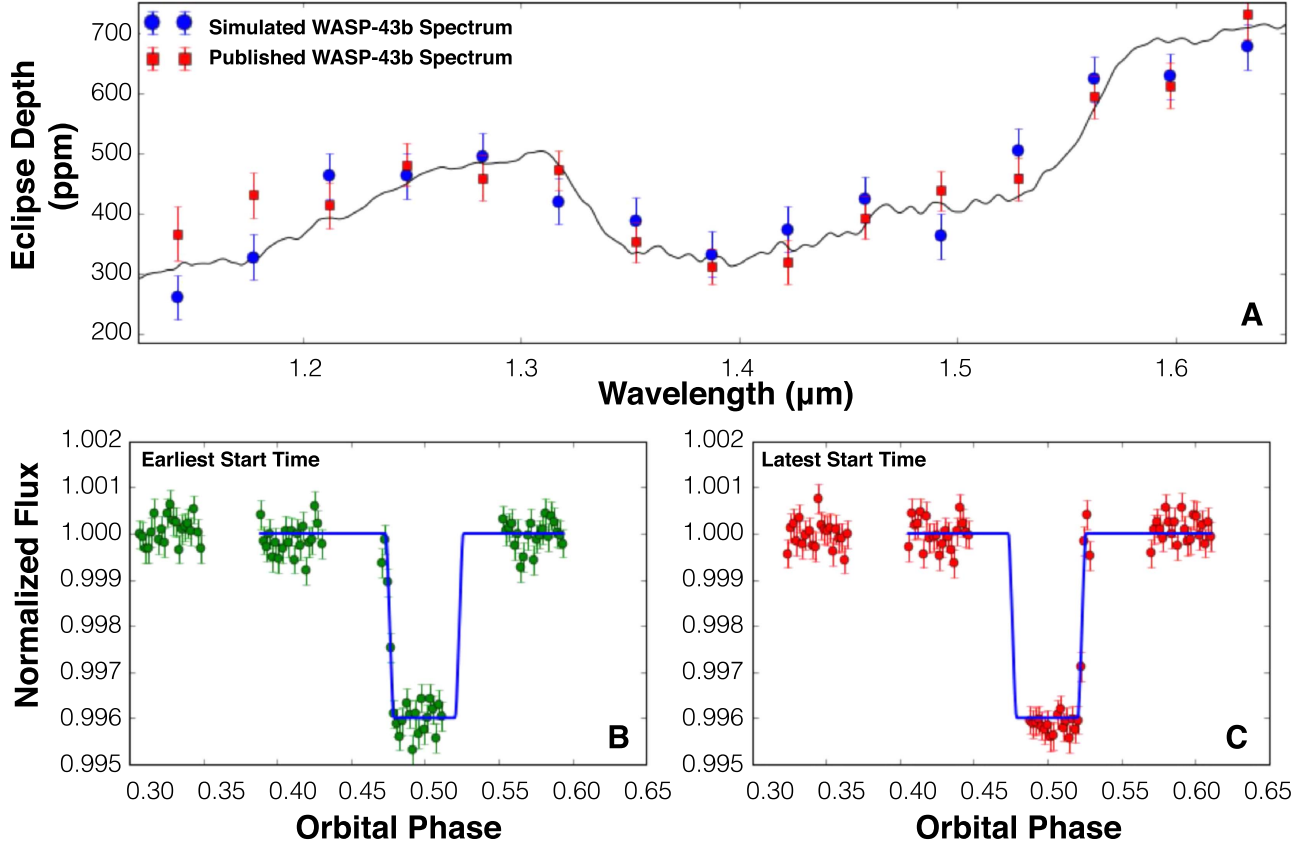 Simulated WASP-43b Spectrum
Published WASP-43b Spectrum
Eclipse Depth
(ppm)
700
600
500
400
300
200
A
1.2 1.3 1.4 1.5 1.6
Wavelength (µm)
Normalized Flux
1.002
1.001
1.000
0.999
0.998
0.997
0.996
0.995
Earliest Start Time
B
0.30 0.35 0.40 0.45 0.50 0.55 0.60 0.65
Orbital Phase
1.002
1.001
1.000
0.999
0.998
0.997
0.996
0.995
Latest Start Time
C
0.30 0.35 0.40 0.45 0.50 0.55 0.60 0.65
Orbital Phase